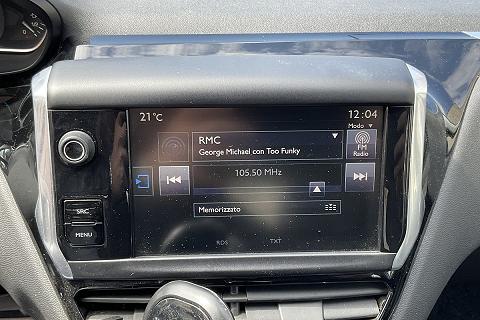 21°C
12:04
Modo
RMC
George Michael con Too Funky
FM
Radio
105.50 MHz
SRC
Memorizzato
MENU
RDS
TXT